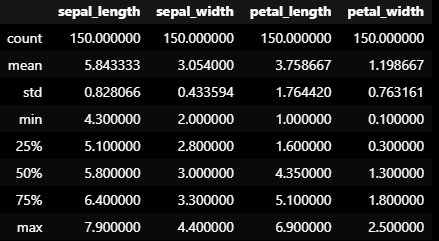 sepal_length sepal_width petal_length petal_width
count 150.000000 150.000000 150.000000 150.000000
mean 5.843333 3.054000 3.758667 1.198667
std 0.828066 0.433594 1.764420 0.763161
min 4.300000 2.000000 1.000000 0.100000
25% 5.100000 2.800000 1.600000 0.300000
50% 5.800000 3.000000 4.350000 1.300000
75% 6.400000 3.300000 5.100000 1.800000
max 7.900000 4.400000 6.900000 2.500000